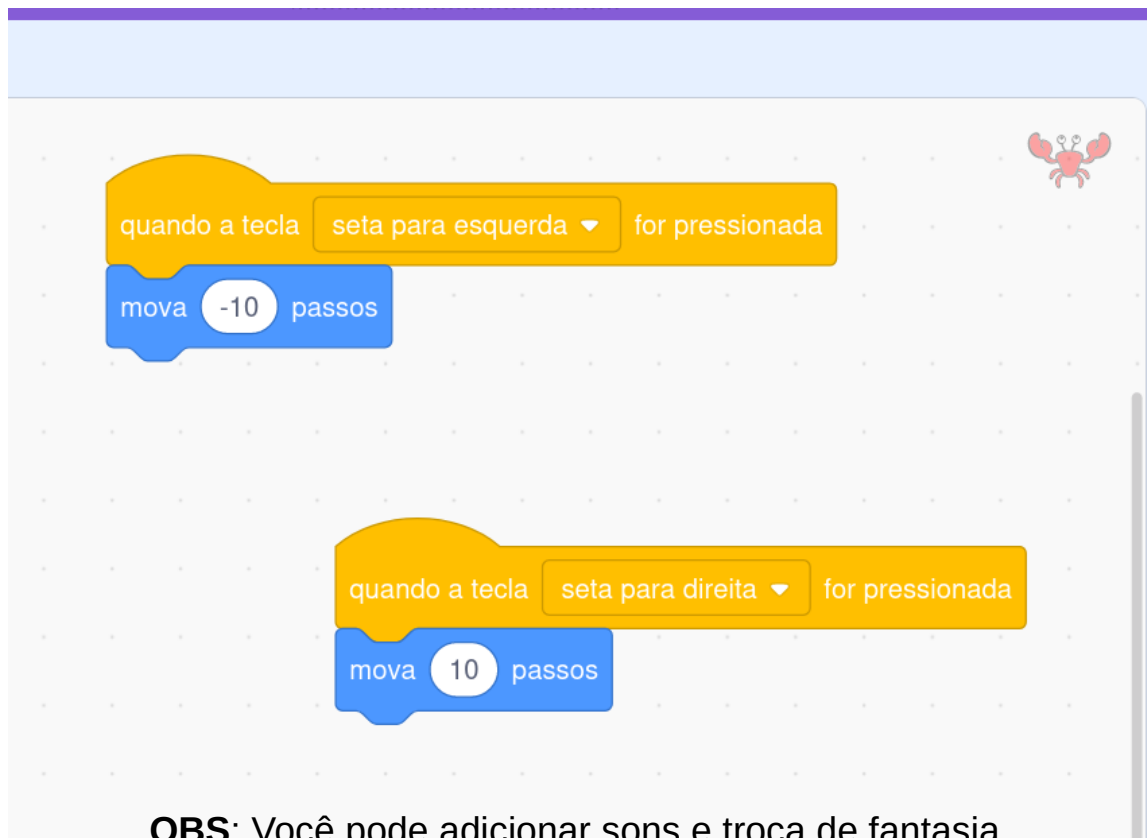 quando a tecla seta para esquerda for pressionada
mova -10 passos
quando a tecla seta para direita for pressionada
mova 10 passos
OBS: Você pode adicionar sons e troca de fantasia